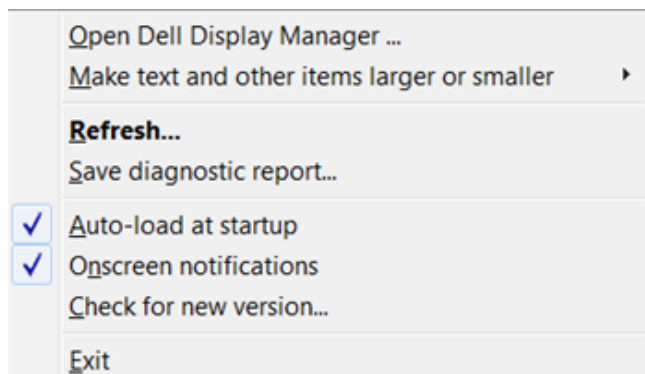 Open Dell Display Manager ...
Make text and other items larger or smaller
Refresh...
Save diagnostic report...
Auto-load at startup
Onscreen notifications
Check for new version...
Exit